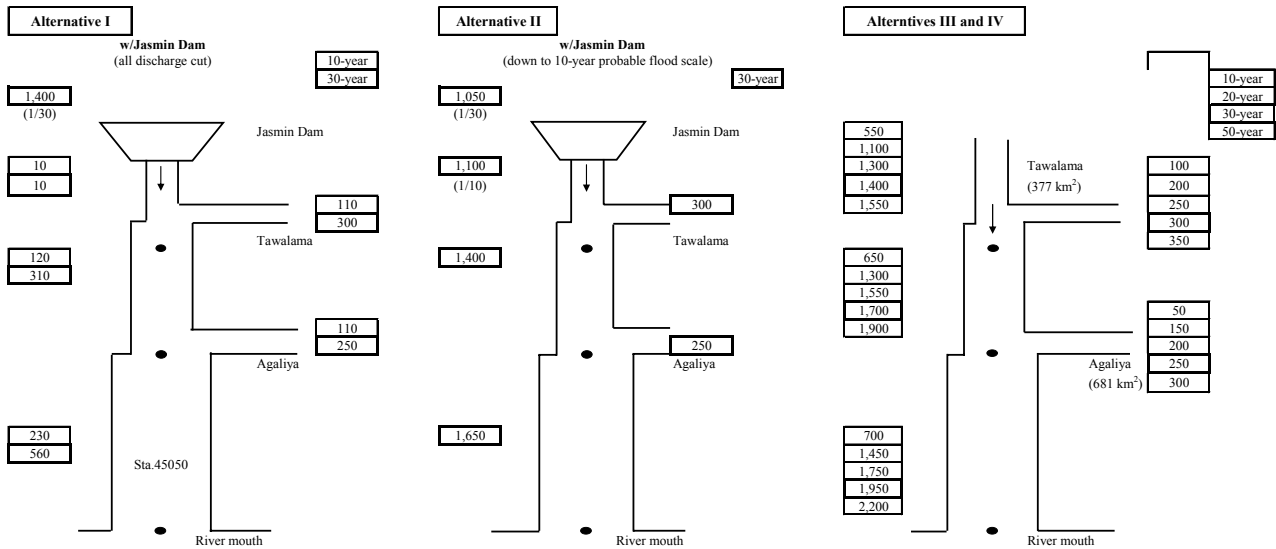 Alternative I
w/Jasmin Dam
(all discharge cut)
10-year
30-year
1,400
(1/30)
Jasmin Dam
10
10
110
300
Tawalama
120
310
110
250
Agaliya
230
560
Sta.45050
River mouth
Alternative II
w/Jasmin Dam
(down to 10-year probable flood scale)
30-year
1,050
(1/30)
Jasmin Dam
1,100
(1/10)
300
Tawalama
1,400
250
Agaliya
1,650
River mouth
Alterntives III and IV
10-year
20-year
30-year
50-year
550
1,100
1,300
1,400
1,550
Tawalama
(377 km²)
100
200
250
300
350
650
1,300
1,550
1,700
1,900
50
150
200
250
300
Agaliya
(681 km²)
700
1,450
1,750
1,950
2,200
River mouth